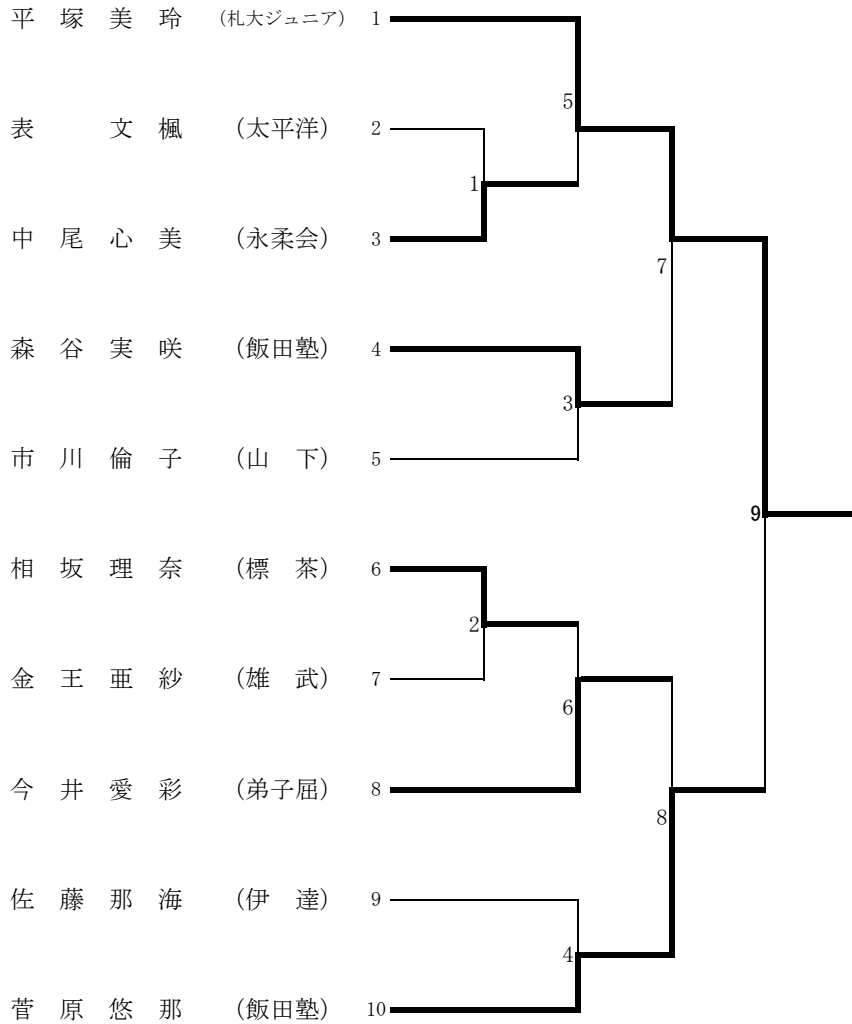 平塚美玲 （札大ジュニア） 1
5
表 文楓 （太平洋） 2
1
中尾心美 （永柔会） 3
7
森谷実咲 （飯田塾） 4
3
市川倫子 （山 下） 5
9
相坂理奈 （標 茶） 6
2
金王亜紗 （雄 武） 7
6
今井愛彩 （弟子屈） 8
8
佐藤那海 （伊 達） 9
4
菅原悠那 （飯田塾） 10